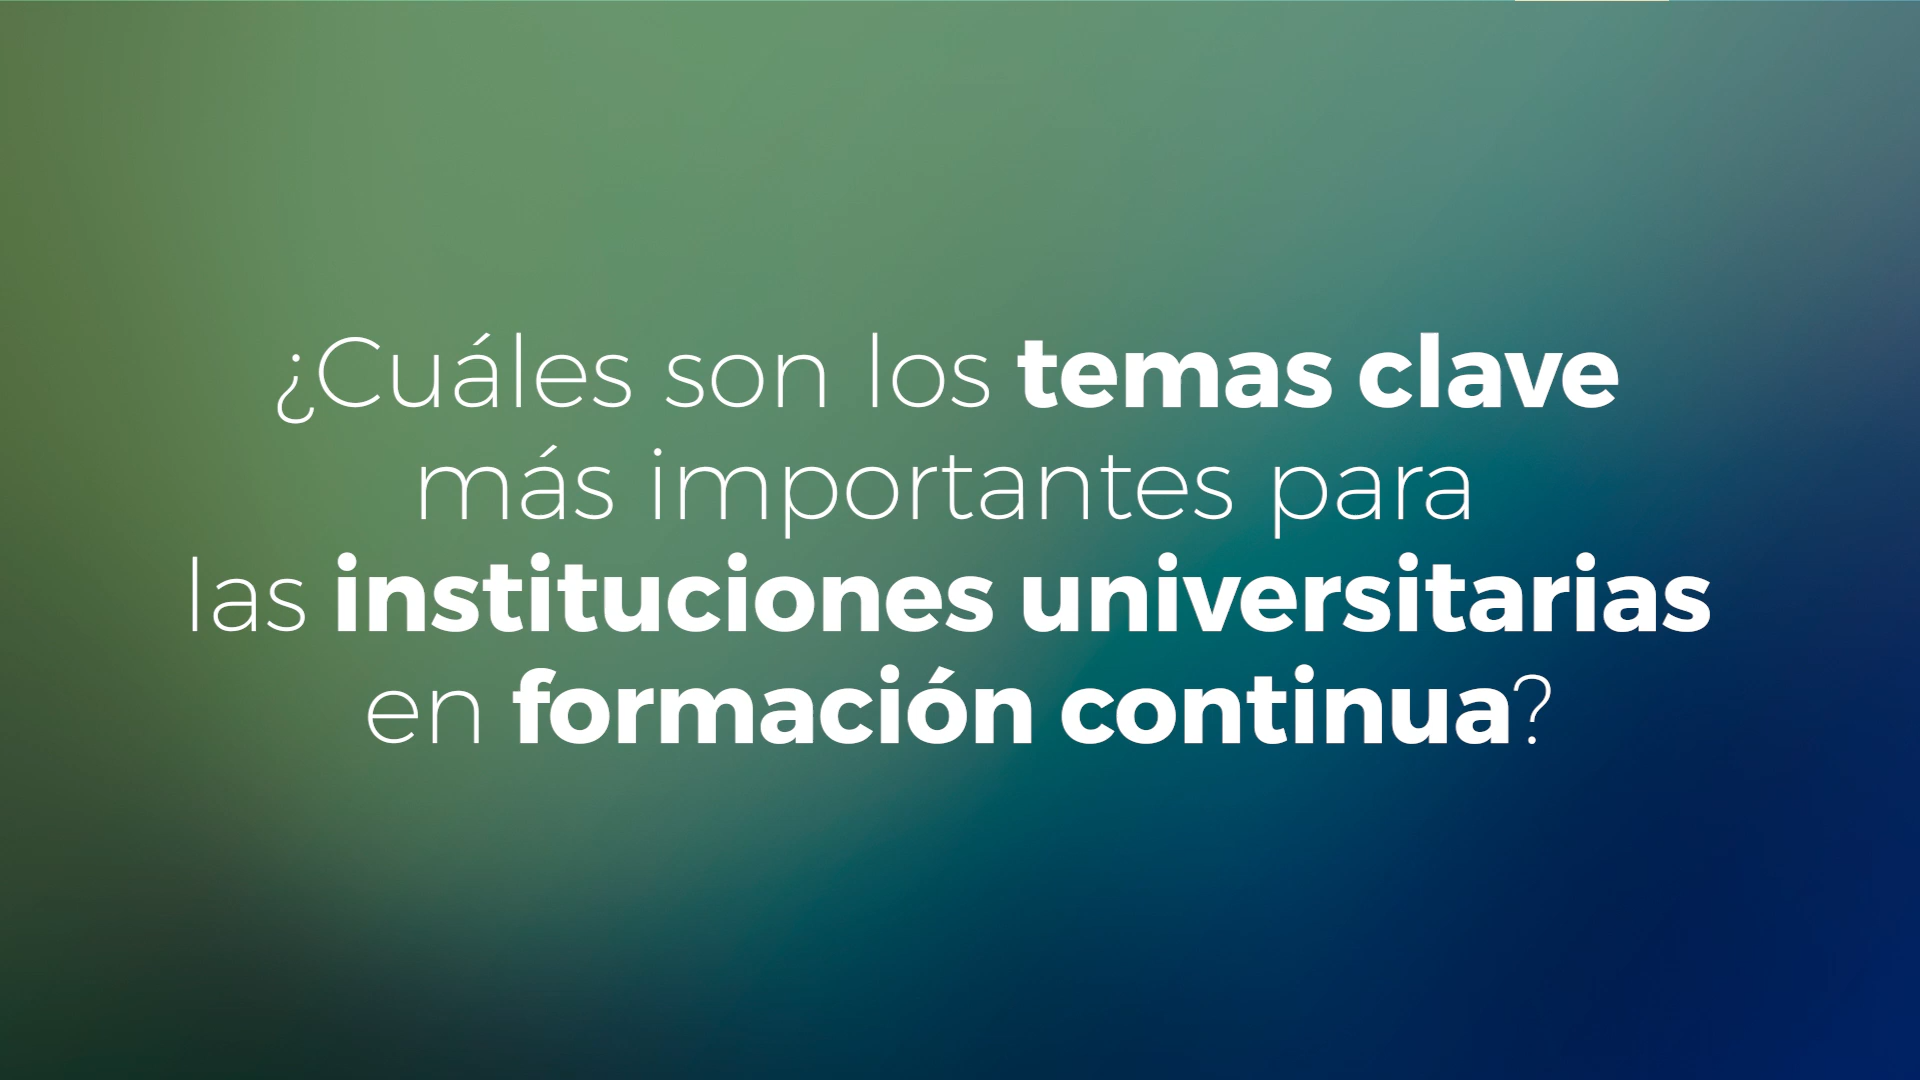 ¿Cuáles son los temas clave
más importantes para
las instituciones universitarias
en formación continua?